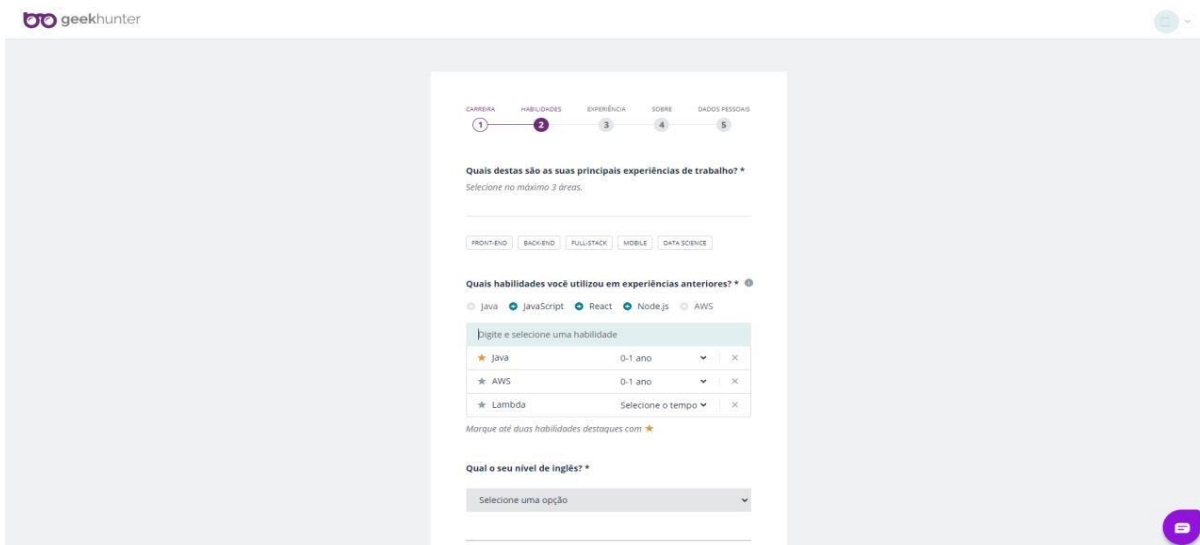 geekhunter
CARREIRA HABILIDADES EXPERIÊNCIA SOBRE DADOS PESSOAIS
1 2 3 4 5
Quais destas são as suas principais experiências de trabalho? *
Selecione no máximo 3 áreas.
FRONT-END BACK-END FULL-STACK MOBILE DATA SCIENCE
Quais habilidades você utilizou em experiências anteriores? *
Java JavaScript React Node.js AWS
Digite e selecione uma habilidade
Java 0-1 ano
AWS 0-1 ano
Lambda Selecione o tempo
Marque até duas habilidades destaques com ★
Qual o seu nível de inglês? *
Selecione uma opção